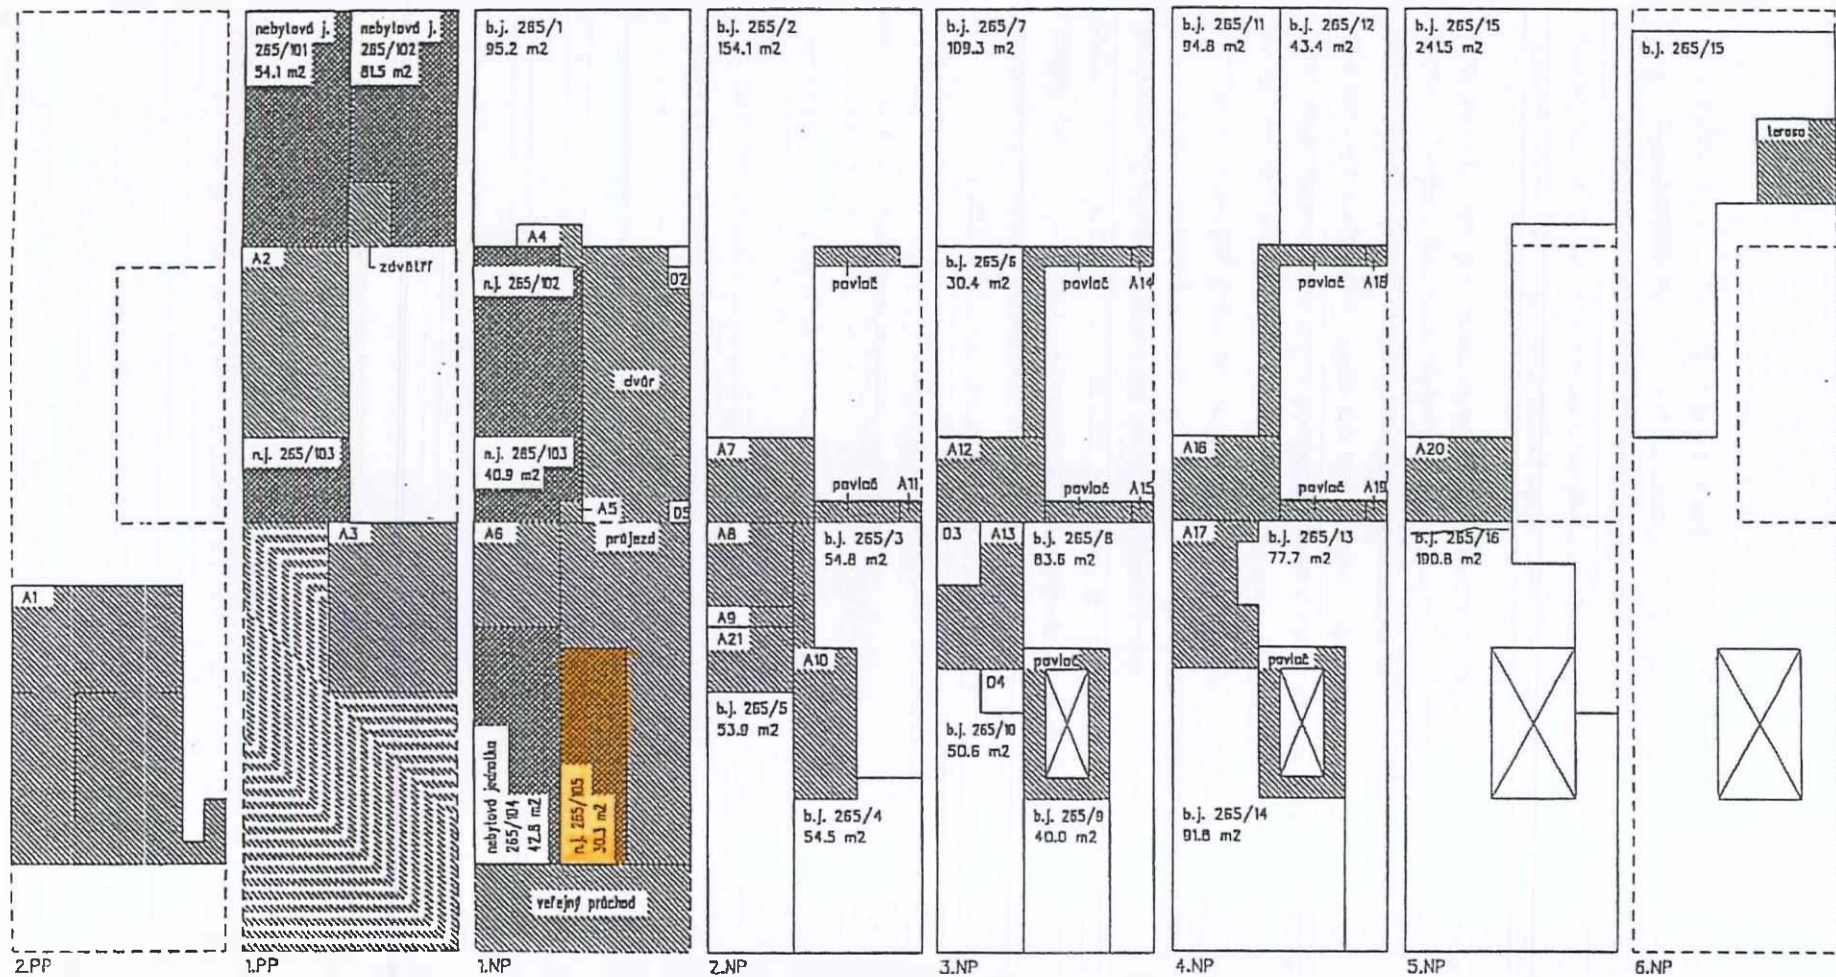 A1
2.PP
nebytová j.
265/101
54.1 m2
nebytová j.
265/102
81.5 m2
A2
závětří
n.j. 265/103
A3
1.PP
b.j. 265/1
95.2 m2
A4
n.j. 265/102
D2
dvůr
n.j. 265/103
40.9 m2
A5
D5
A6
průjezd
nebytová jednotka
265/104
42.8 m2
n.j. 265/105
30.3 m2
veřejný průchod
1.NP
b.j. 265/2
154.1 m2
pavlač
A7
A11
A8
b.j. 265/3
54.8 m2
A9
A21
A10
b.j. 265/5
53.9 m2
b.j. 265/4
54.5 m2
2.NP
b.j. 265/7
109.3 m2
b.j. 265/6
30.4 m2
pavlač
A14
A12
pavlač
A15
D3
A13
b.j. 265/8
83.6 m2
pavlač
D4
b.j. 265/10
50.6 m2
b.j. 265/9
40.0 m2
3.NP
b.j. 265/11
94.8 m2
b.j. 265/12
43.4 m2
pavlač
A18
A16
pavlač
A19
A17
b.j. 265/13
77.7 m2
pavlač
b.j. 265/14
91.8 m2
4.NP
b.j. 265/15
241.5 m2
A20
b.j. 265/16
190.8 m2
5.NP
b.j. 265/15
terasa
6.NP